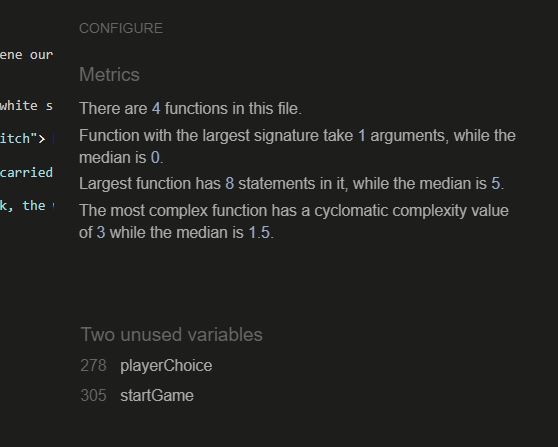 CONFIGURE
ene our
Metrics
white s
There are 4 functions in this file.
itch">
Function with the largest signature take 1 arguments, while the
median is 0.
carried
Largest function has 8 statements in it, while the median is 5.
k, the
The most complex function has a cyclomatic complexity value
of 3 while the median is 1.5.
Two unused variables
278 playerChoice
305 startGame